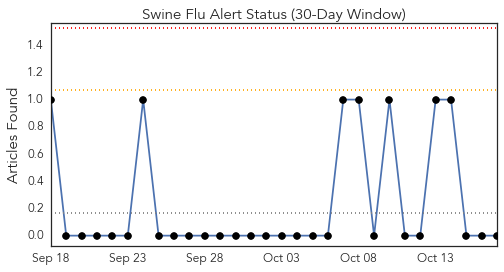 Swine Flu Alert Status (30-Day Window)
Articles Found
1.4
1.2
1.0
0.8
0.6
0.4
0.2
0.0
Sep 18 Sep 23 Sep 28 Oct 03 Oct 08 Oct 13